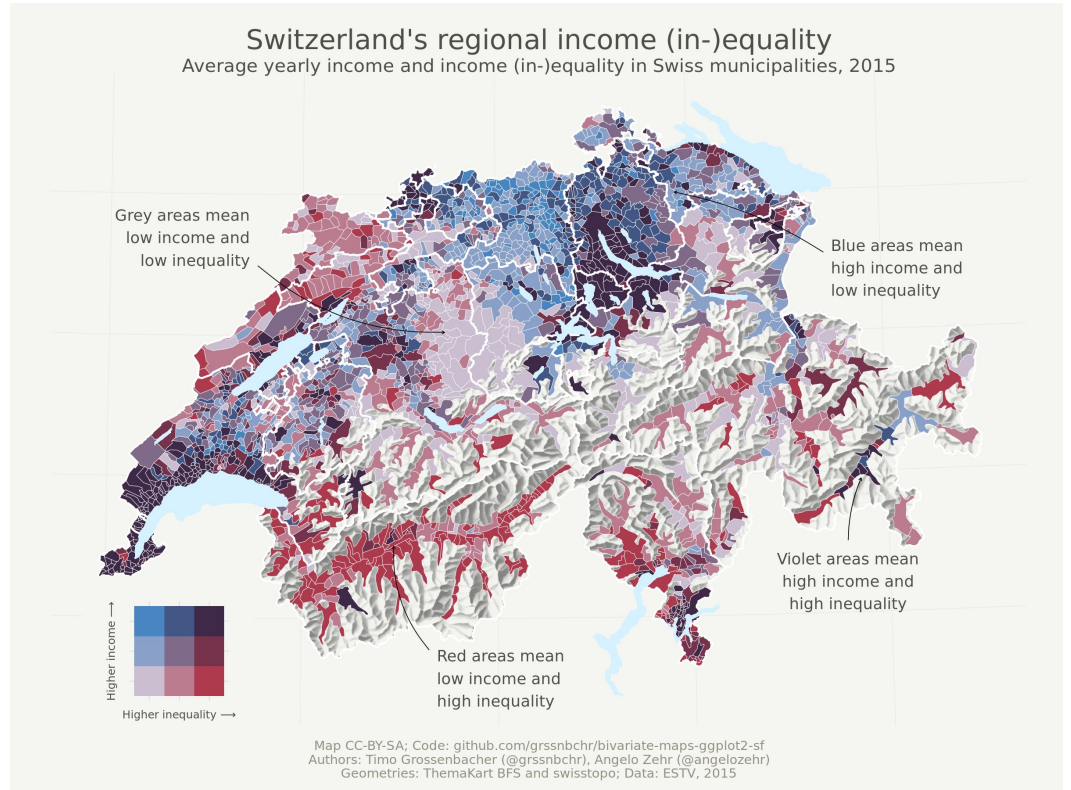 Switzerland's regional income (in-)equality
Average yearly income and income (in-)equality in Swiss municipalities, 2015
Grey areas mean
low income and
low inequality
Blue areas mean
high income and
low inequality
Violet areas mean
high income and
high inequality
Red areas mean
low income and
high inequality
Higher income ⟶
Higher inequality ⟶
Map CC-BY-SA; Code: github.com/grssnbchr/bivariate-maps-ggplot2-sf
Authors: Timo Grossenbacher (@grssnbchr), Angelo Zehr (@angelozehr)
Geometries: ThemaKart BFS and swisstopo; Data: ESTV, 2015